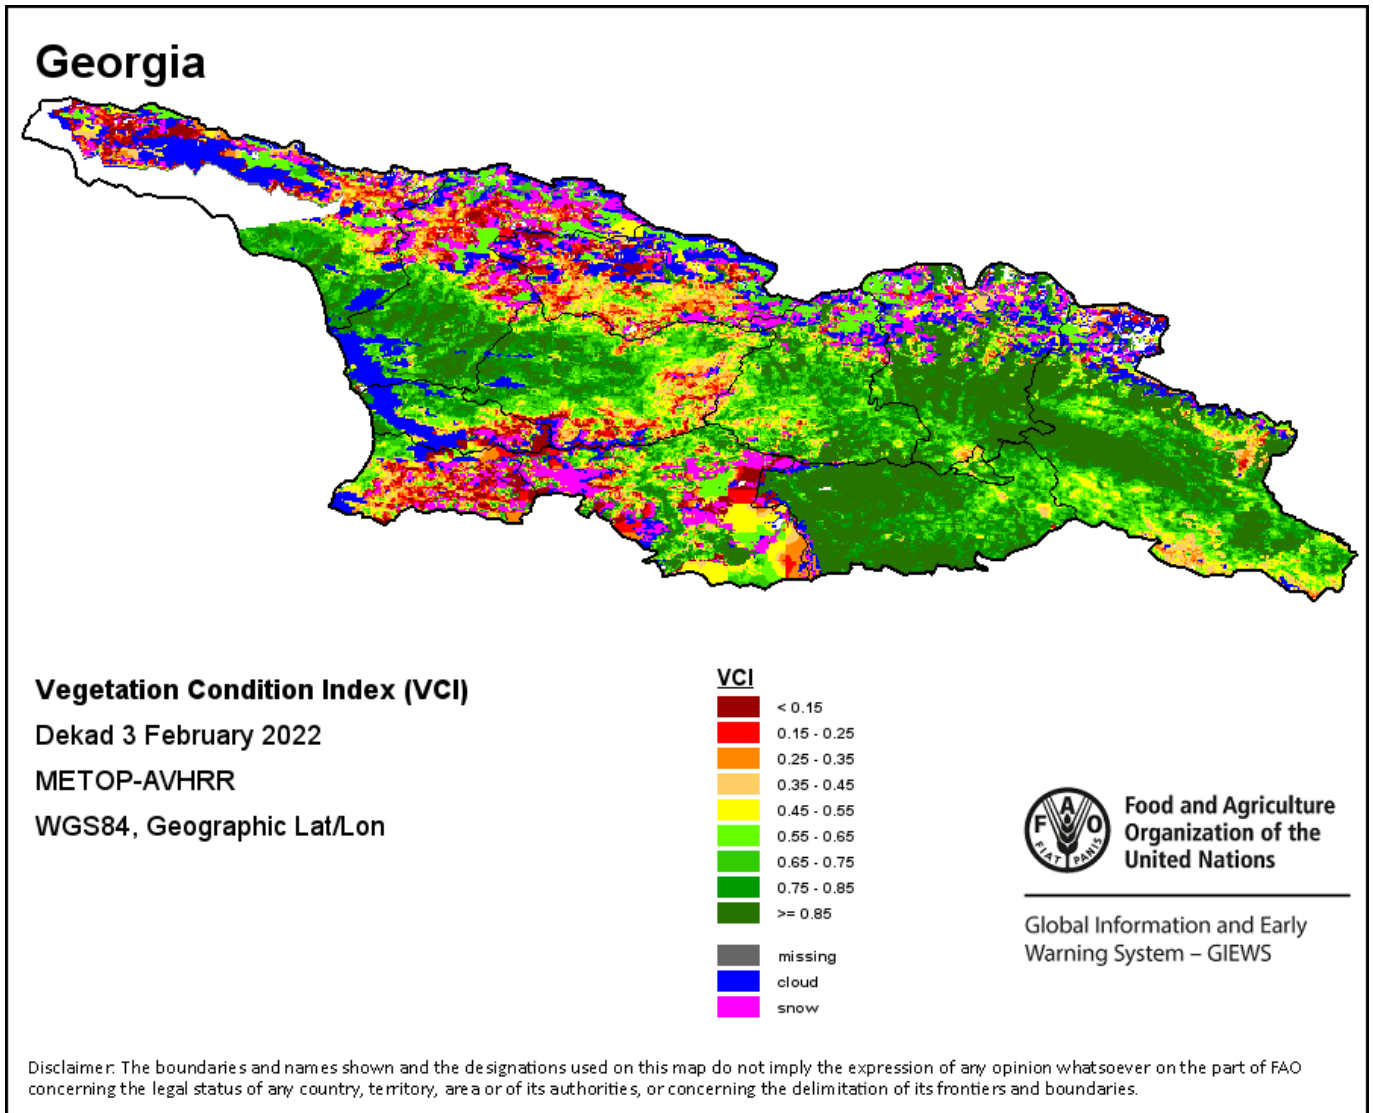 Georgia
Vegetation Condition Index (VCI)
Dekad 3 February 2022
METOP-AVHRR
WGS84, Geographic Lat/Lon
VCI
< 0.15
0.15 - 0.25
0.25 - 0.35
0.35 - 0.45
0.45 - 0.55
0.55 - 0.65
0.65 - 0.75
0.75 - 0.85
>= 0.85
missing
cloud
snow
F A O
FIAT PANIS
Food and Agriculture
Organization of the
United Nations
Global Information and Early
Warning System – GIEWS
Disclaimer: The boundaries and names shown and the designations used on this map do not imply the expression of any opinion whatsoever on the part of FAO
concerning the legal status of any country, territory, area or of its authorities, or concerning the delimitation of its frontiers and boundaries.